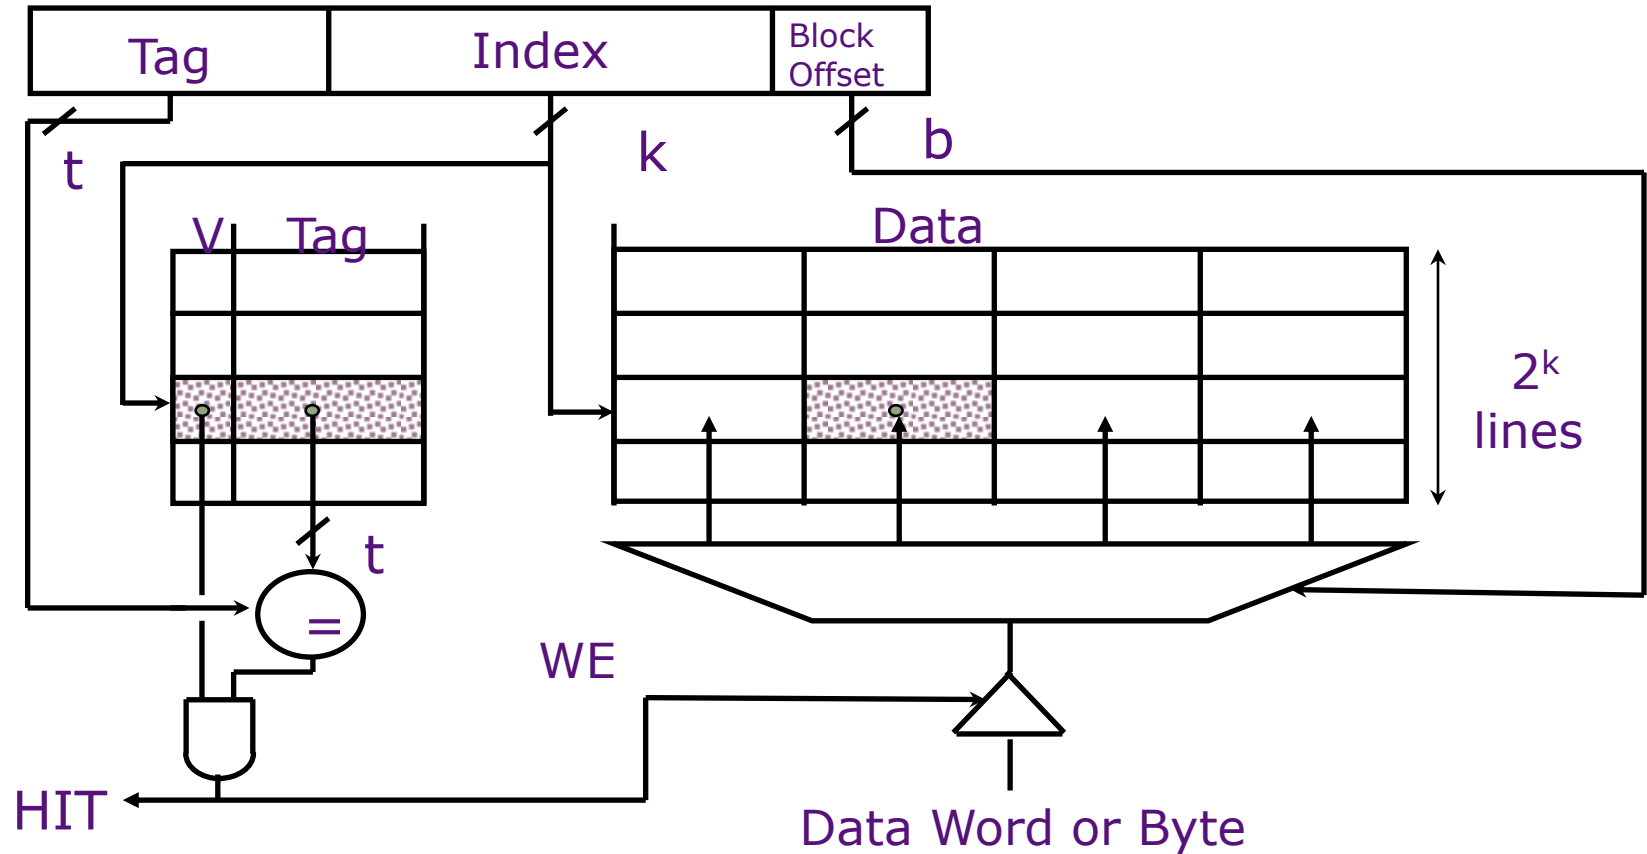 Tag
Index
Block
Offset
t
k
b
V
Tag
Data
2ᵏ
lines
t
=
WE
HIT
Data Word or Byte